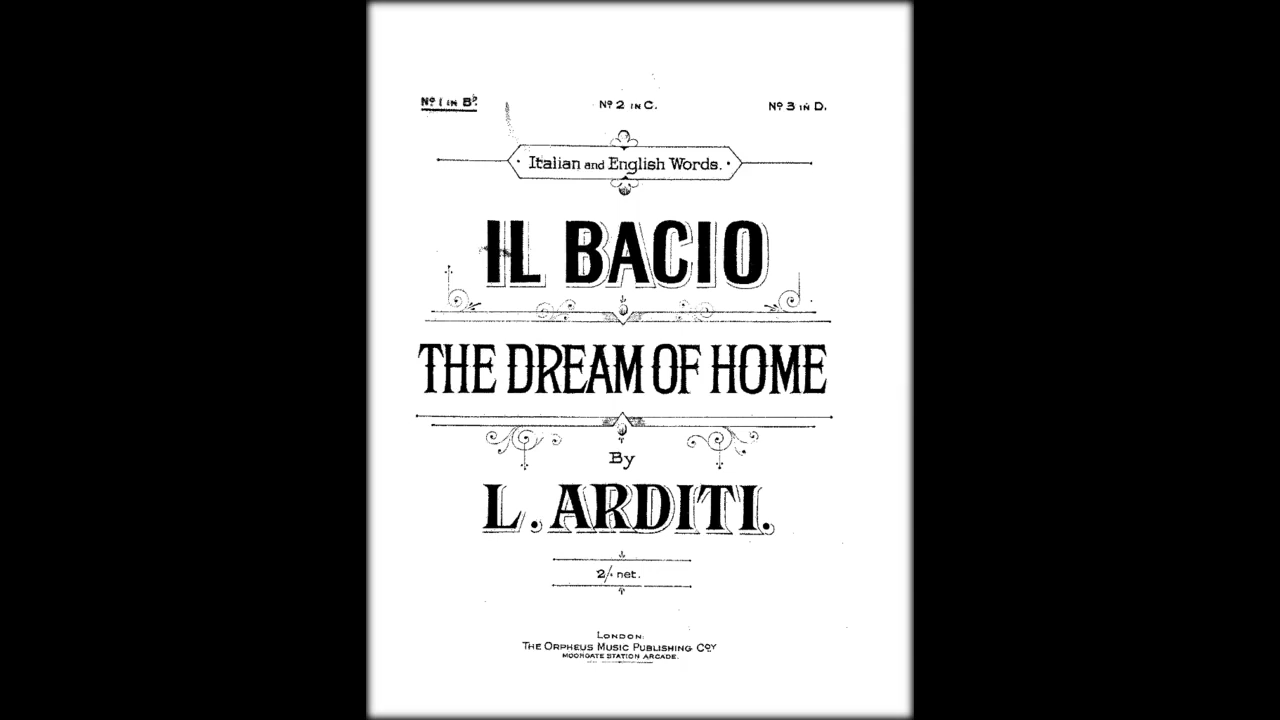 Nº 1 IN B♭. Nº 2 IN C. Nº 3 IN D.
Italian and English Words.
IL BACIO
THE DREAM OF HOME
By
L. ARDITI.
2/- net.
LONDON:
THE ORPHEUS MUSIC PUBLISHING COY
MOORGATE STATION ARCADE.